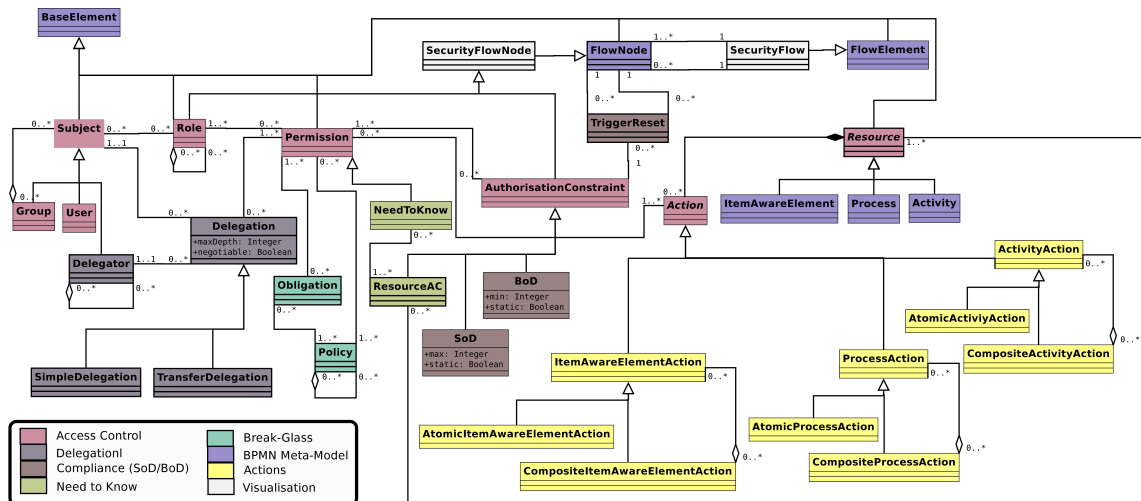 BaseElement
SecurityFlowNode
FlowNode
1..*
1
0..*
1
SecurityFlow
FlowElement
1
1
0..*
0..*
TriggerReset
0..*
1
0..*
Subject
0..*
1..1
0..*
Role
1..*
0..*
0..*
0..*
1..*
Permission
1..*
0..*
0..*
1..*
1..*
0..*
Resource
1..*
0..*
AuthorisationConstraint
0..*
1..*
Action
ItemAwareElement
Process
Activity
0..*
Group
User
NeedToKnow
0..*
0..*
0..*
Delegation
+maxDepth: Integer
+negotiable: Boolean
Delegator
1..1
0..*
0..*
0..*
0..*
Obligation
0..*
1..*
ResourceAC
0..*
BoD
+min: Integer
+static: Boolean
SoD
+max: Integer
+static: Boolean
ActivityAction
0..*
AtomicActiviyAction
0..*
CompositeActivityAction
1..*
1..*
Policy
0..*
0..*
SimpleDelegation
TransferDelegation
ItemAwareElementAction
0..*
ProcessAction
0..*
AtomicItemAwareElementAction
0..*
CompositeItemAwareElementAction
AtomicProcessAction
0..*
CompositeProcessAction
Access Control
Delegationl
Compliance (SoD/BoD)
Need to Know
Break-Glass
BPMN Meta-Model
Actions
Visualisation